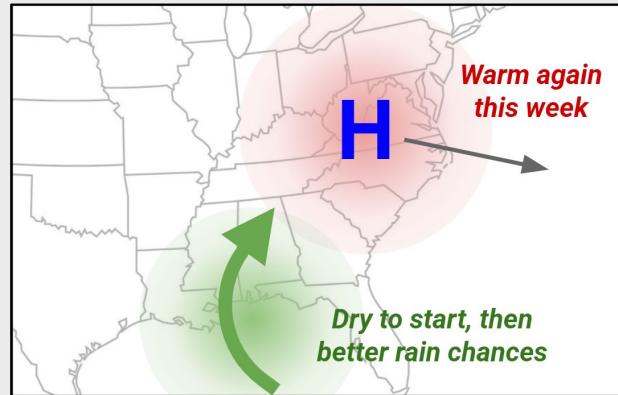 Warm again
this week
H
Dry to start, then
better rain chances